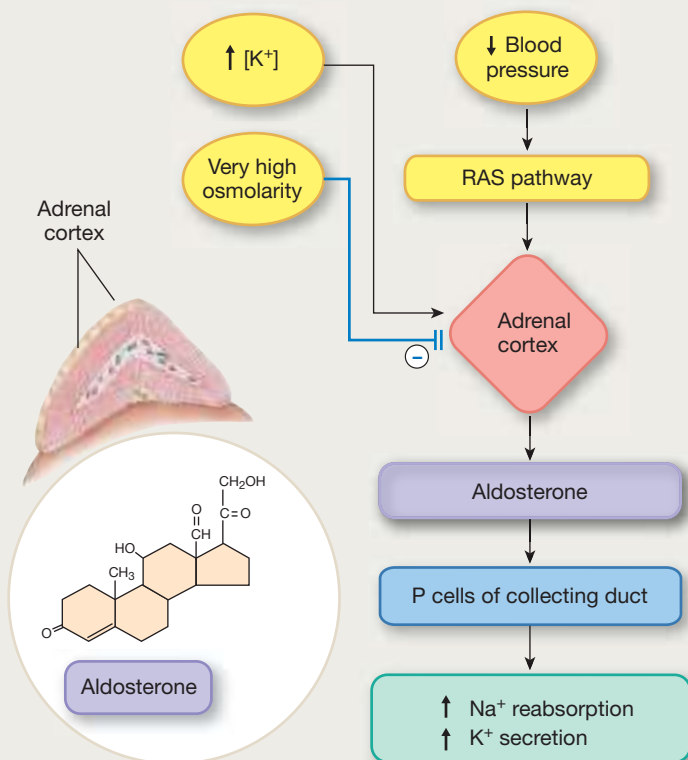 ↑ [K⁺]
↓ Blood
pressure
Very high
osmolarity
RAS pathway
Adrenal
cortex
Adrenal
cortex
−
Aldosterone
P cells of collecting duct
↑ Na⁺ reabsorption
↑ K⁺ secretion
CH₂OH
C=O
O
CH
HO
CH₃
O
Aldosterone